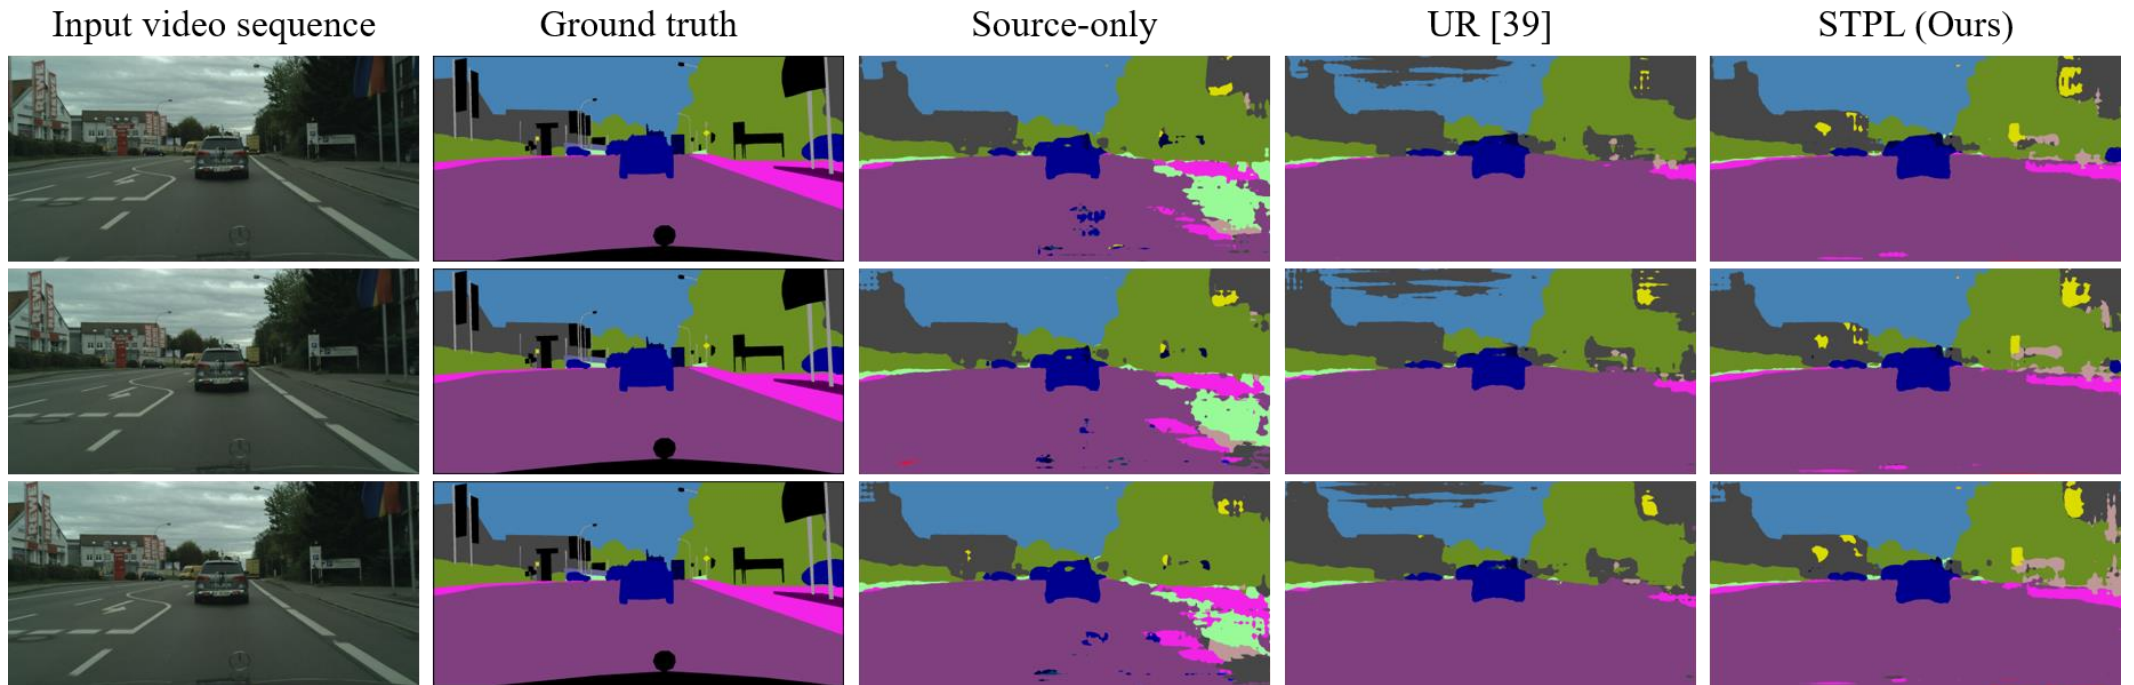 Input video sequence
Ground truth
Source-only
UR [39]
STPL (Ours)